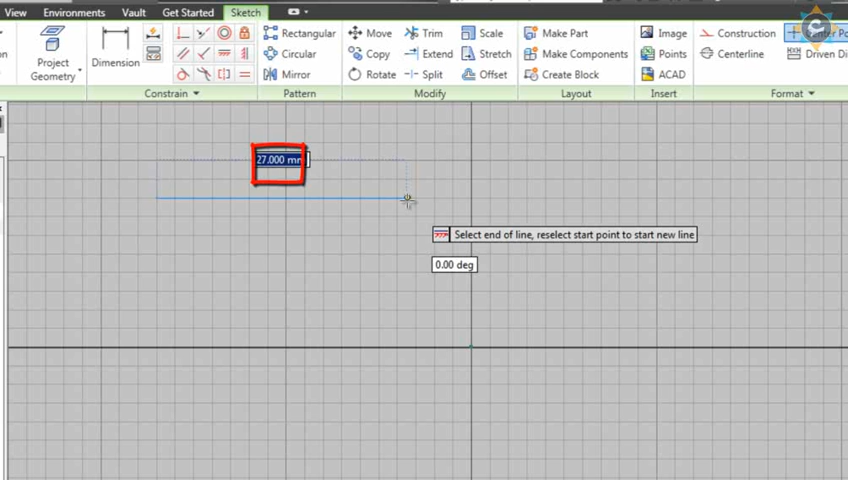 View Environments Vault Get Started Sketch
Project Geometry
Dimension
Constrain
Rectangular
Circular
Mirror
Pattern
Move
Copy
Rotate
Trim
Extend
Split
Scale
Stretch
Offset
Modify
Make Part
Make Components
Create Block
Layout
Image
Points
ACAD
Insert
Construction
Centerline
Format
27.000 mm
Select end of line, reselect start point to start new line
0.00 deg